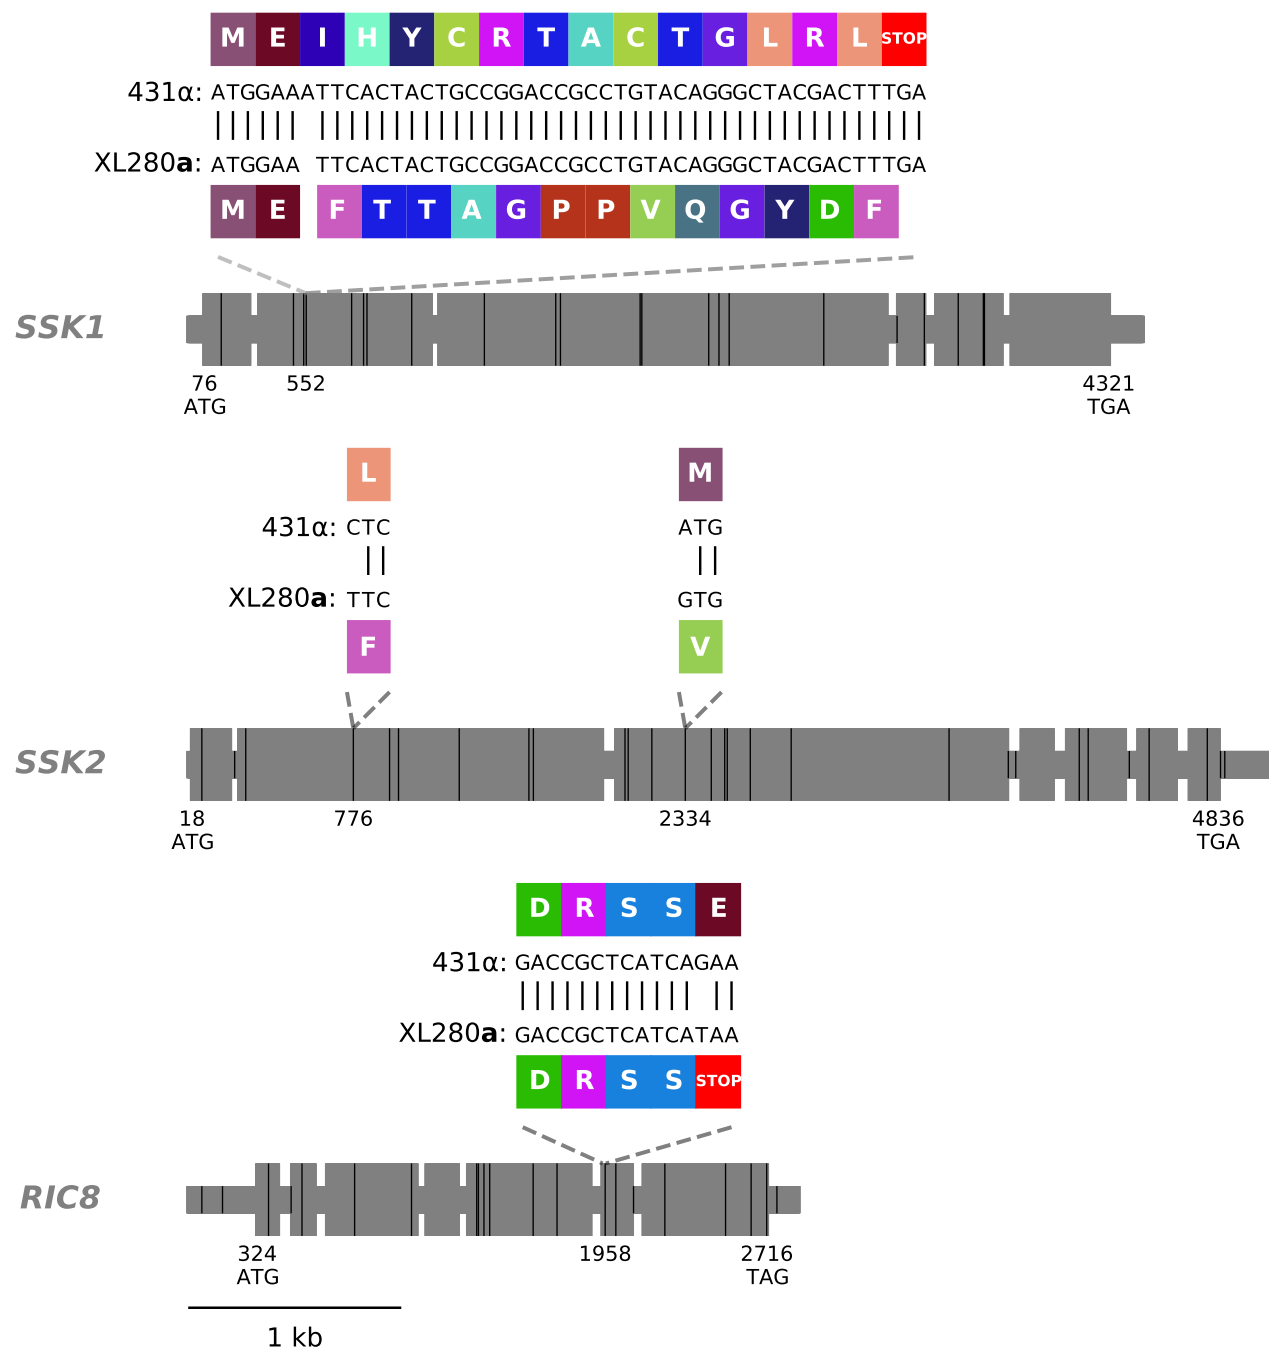 M E I H Y C R T A C T G L R L STOP
431α: ATGGAAATTCACTACTGCCGGACCGCCTGTACAGGGCTACGACTTTGA
XL280a: ATGGAA TTCACTACTGCCGGACCGCCTGTACAGGGCTACGACTTTGA
M E F T T A G P P V Q G Y D F
SSK1
76 552 4321
ATG TGA
L M
431α: CTC ATG
XL280a: TTC GTG
F V
SSK2
18 776 2334 4836
ATG TGA
D R S S E
431α: GACCGCTCATCAGAA
XL280a: GACCGCTCATCATAA
D R S S STOP
RIC8
324 1958 2716
ATG TAG
1 kb